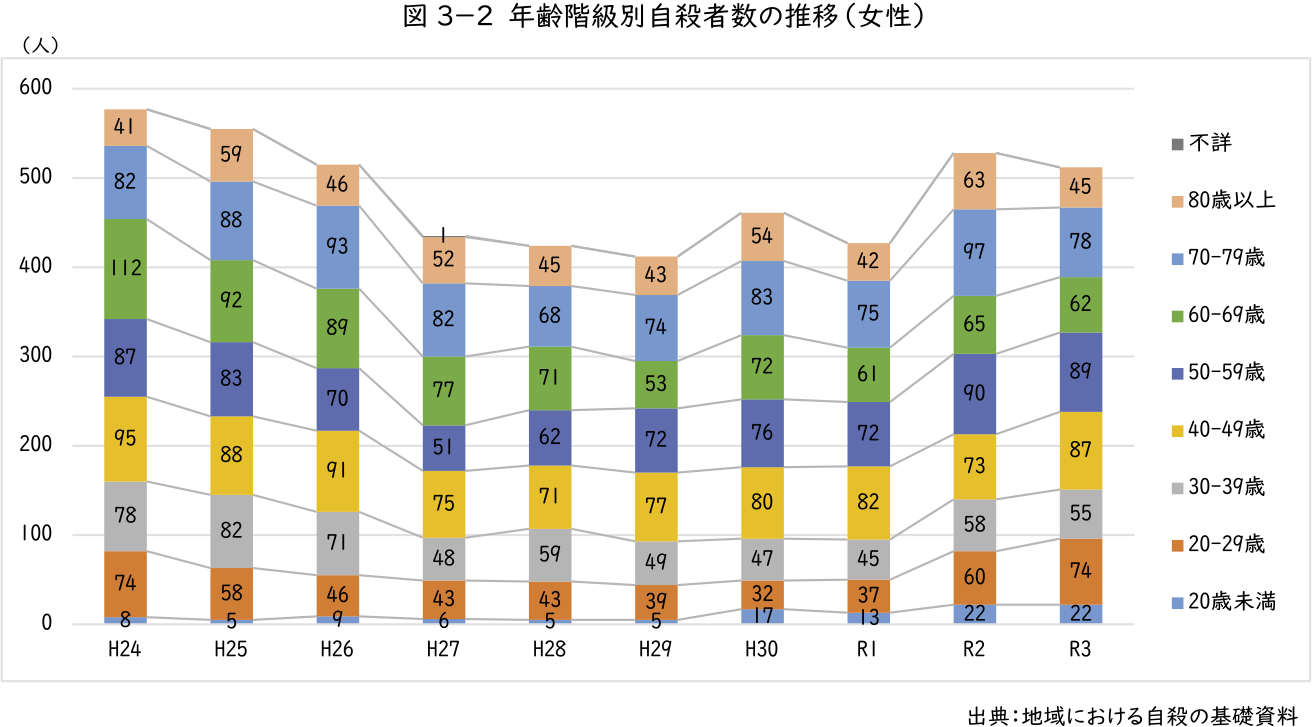 図3−2 年齢階級別自殺者数の推移（女性）
（人）
600
500
400
300
200
100
0
41 82 112 87 95 78 74 8
59 88 92 83 88 82 58 5
46 93 89 70 91 71 46 9
1 52 82 77 51 75 48 43 6
45 68 71 62 71 59 43 5
43 74 53 72 77 49 39 5
54 83 72 76 80 47 32 17
42 75 61 72 82 45 37 13
63 97 65 90 73 58 60 22
45 78 62 89 87 55 74 22
H24 H25 H26 H27 H28 H29 H30 R1 R2 R3
不詳
80歳以上
70-79歳
60-69歳
50-59歳
40-49歳
30-39歳
20-29歳
20歳未満
出典：地域における自殺の基礎資料